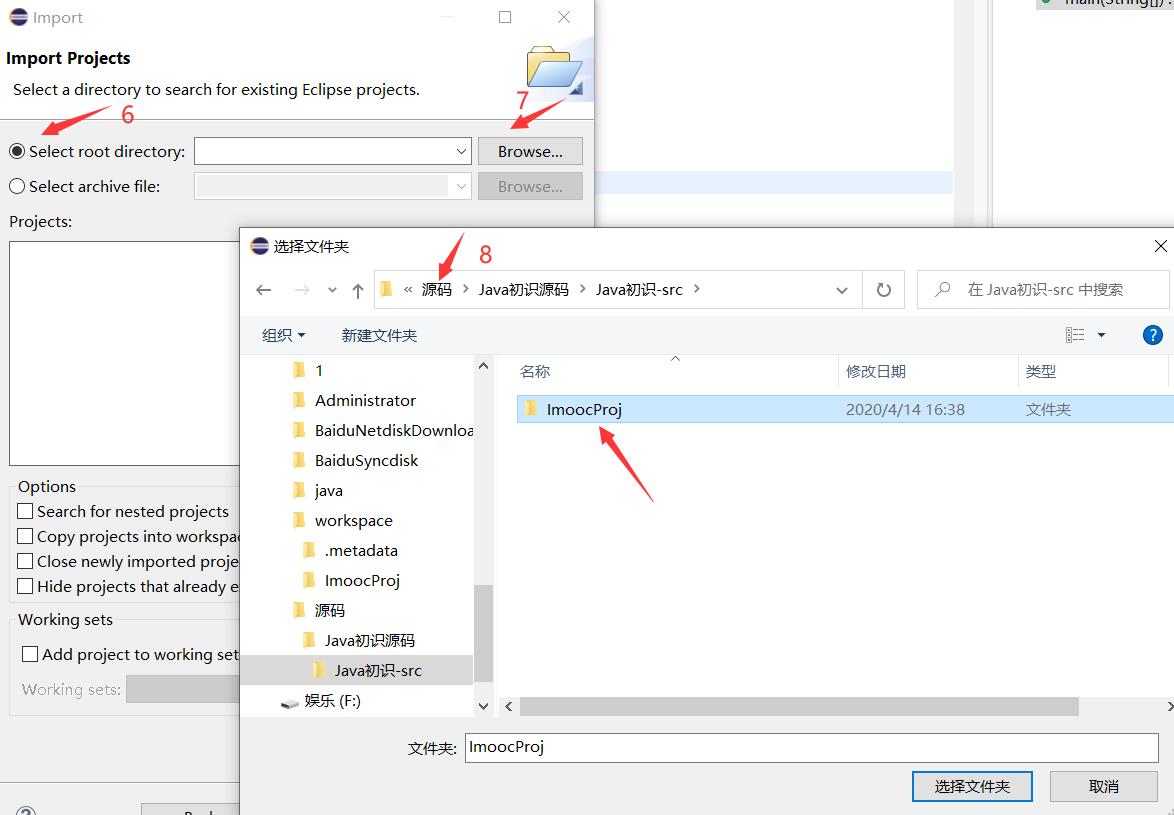 Import
main(String[]) :
Import Projects
Select a directory to search for existing Eclipse projects.
6
7
Select root directory:
Browse...
Select archive file:
Browse...
Projects:
选择文件夹
8
« 源码 > Java初识源码 > Java初识-src >
在 Java初识-src 中搜索
组织
新建文件夹
?
1
Administrator
BaiduNetdiskDownloa
BaiduSyncdisk
java
workspace
.metadata
ImoocProj
源码
Java初识源码
Java初识-src
娱乐 (F:)
名称
修改日期
类型
ImoocProj
2020/4/14 16:38
文件夹
Options
Search for nested projects
Copy projects into workspac
Close newly imported proje
Hide projects that already e
Working sets
Add project to working set
Working sets:
文件夹:
ImoocProj
选择文件夹
取消
?